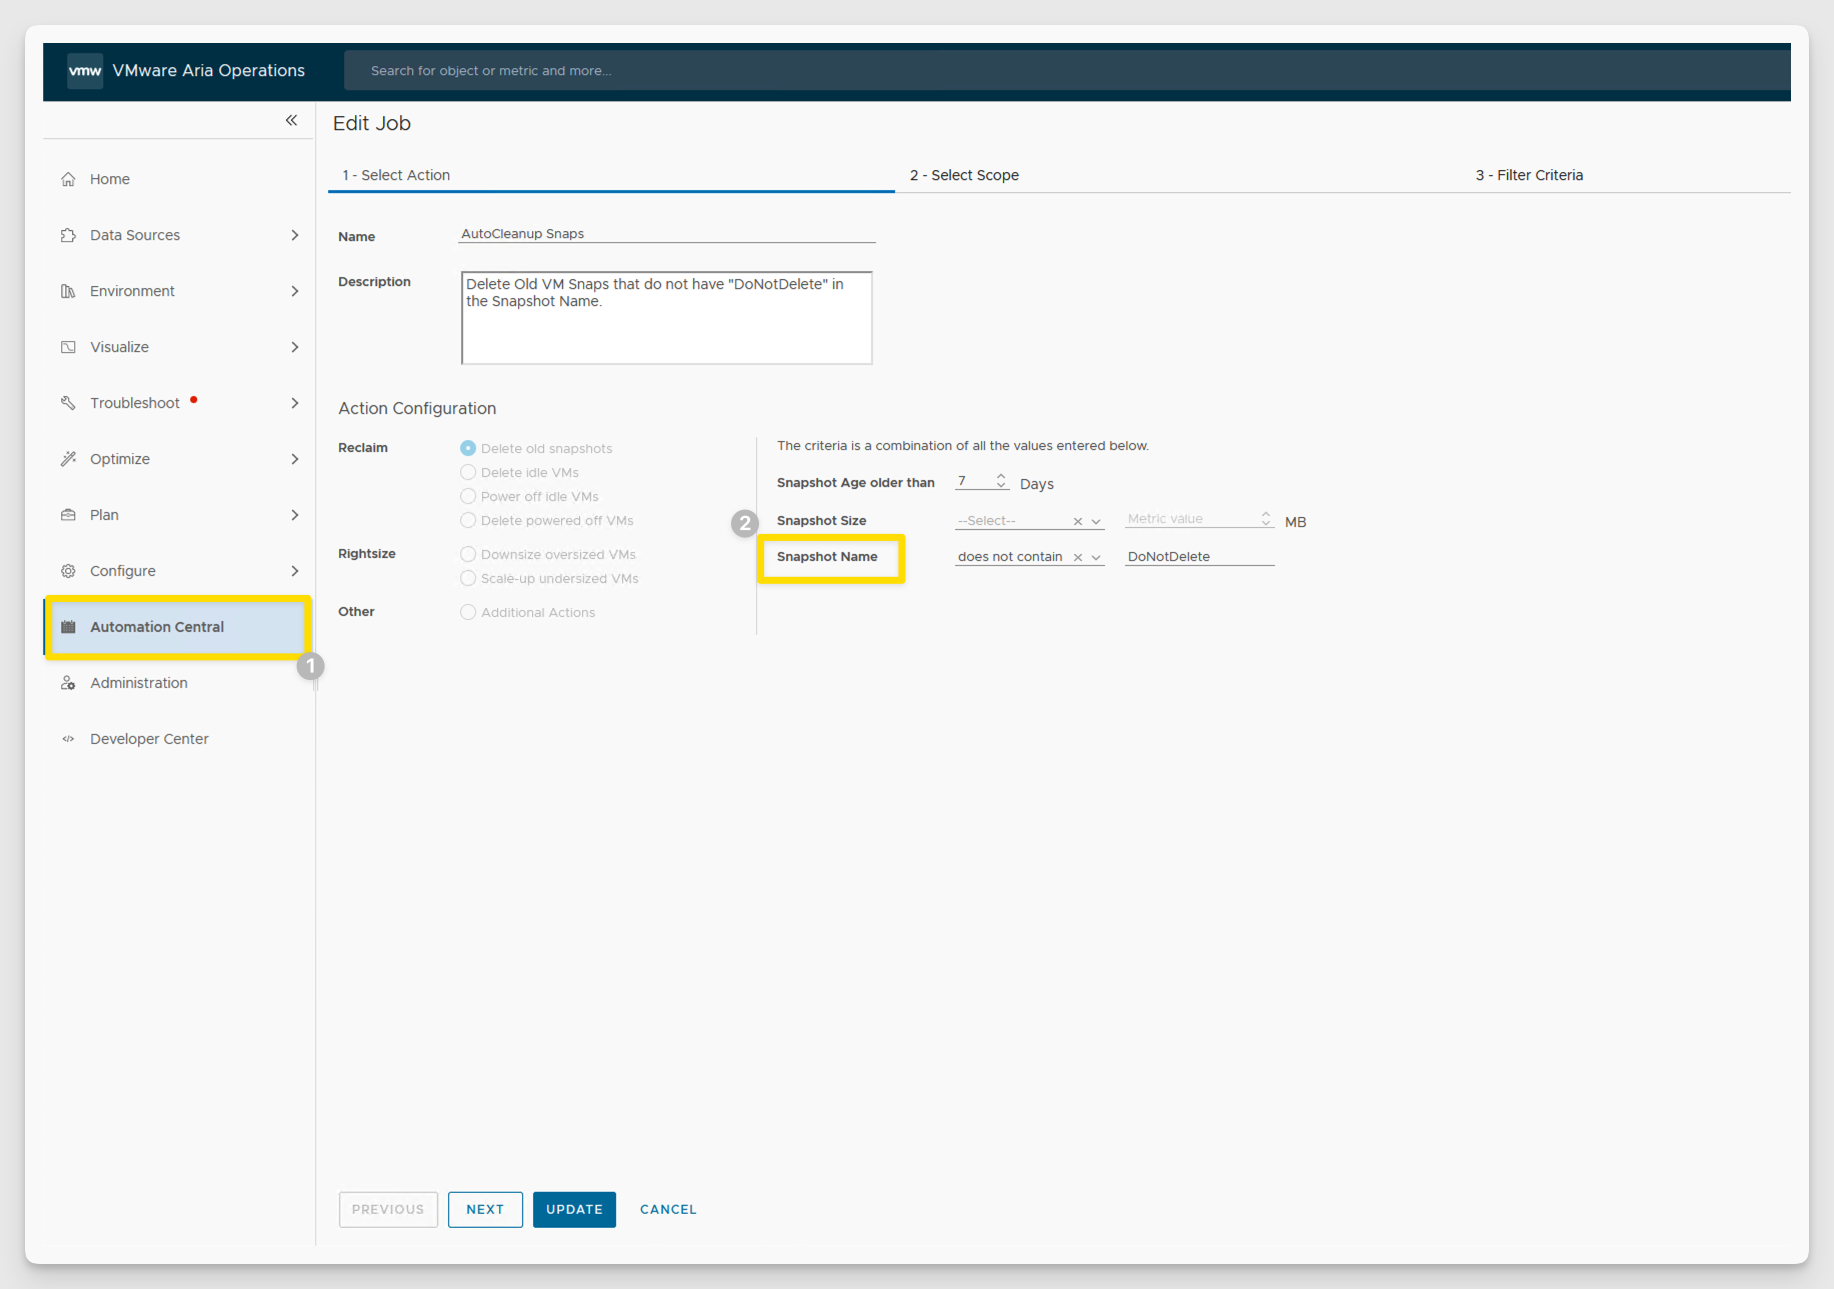 vmw VMware Aria Operations
Search for object or metric and more...
Home
Data Sources
Environment
Visualize
Troubleshoot
Optimize
Plan
Configure
Automation Central
1
Administration
Developer Center
Edit Job
1 - Select Action
2 - Select Scope
3 - Filter Criteria
Name AutoCleanup Snaps
Description
Delete Old VM Snaps that do not have "DoNotDelete" in
the Snapshot Name.
Action Configuration
Reclaim
Delete old snapshots
Delete idle VMs
Power off idle VMs
Delete powered off VMs
Rightsize
Downsize oversized VMs
Scale-up undersized VMs
Other
Additional Actions
The criteria is a combination of all the values entered below.
Snapshot Age older than 7 Days
2
Snapshot Size --Select-- Metric value MB
Snapshot Name does not contain DoNotDelete
PREVIOUS
NEXT
UPDATE
CANCEL